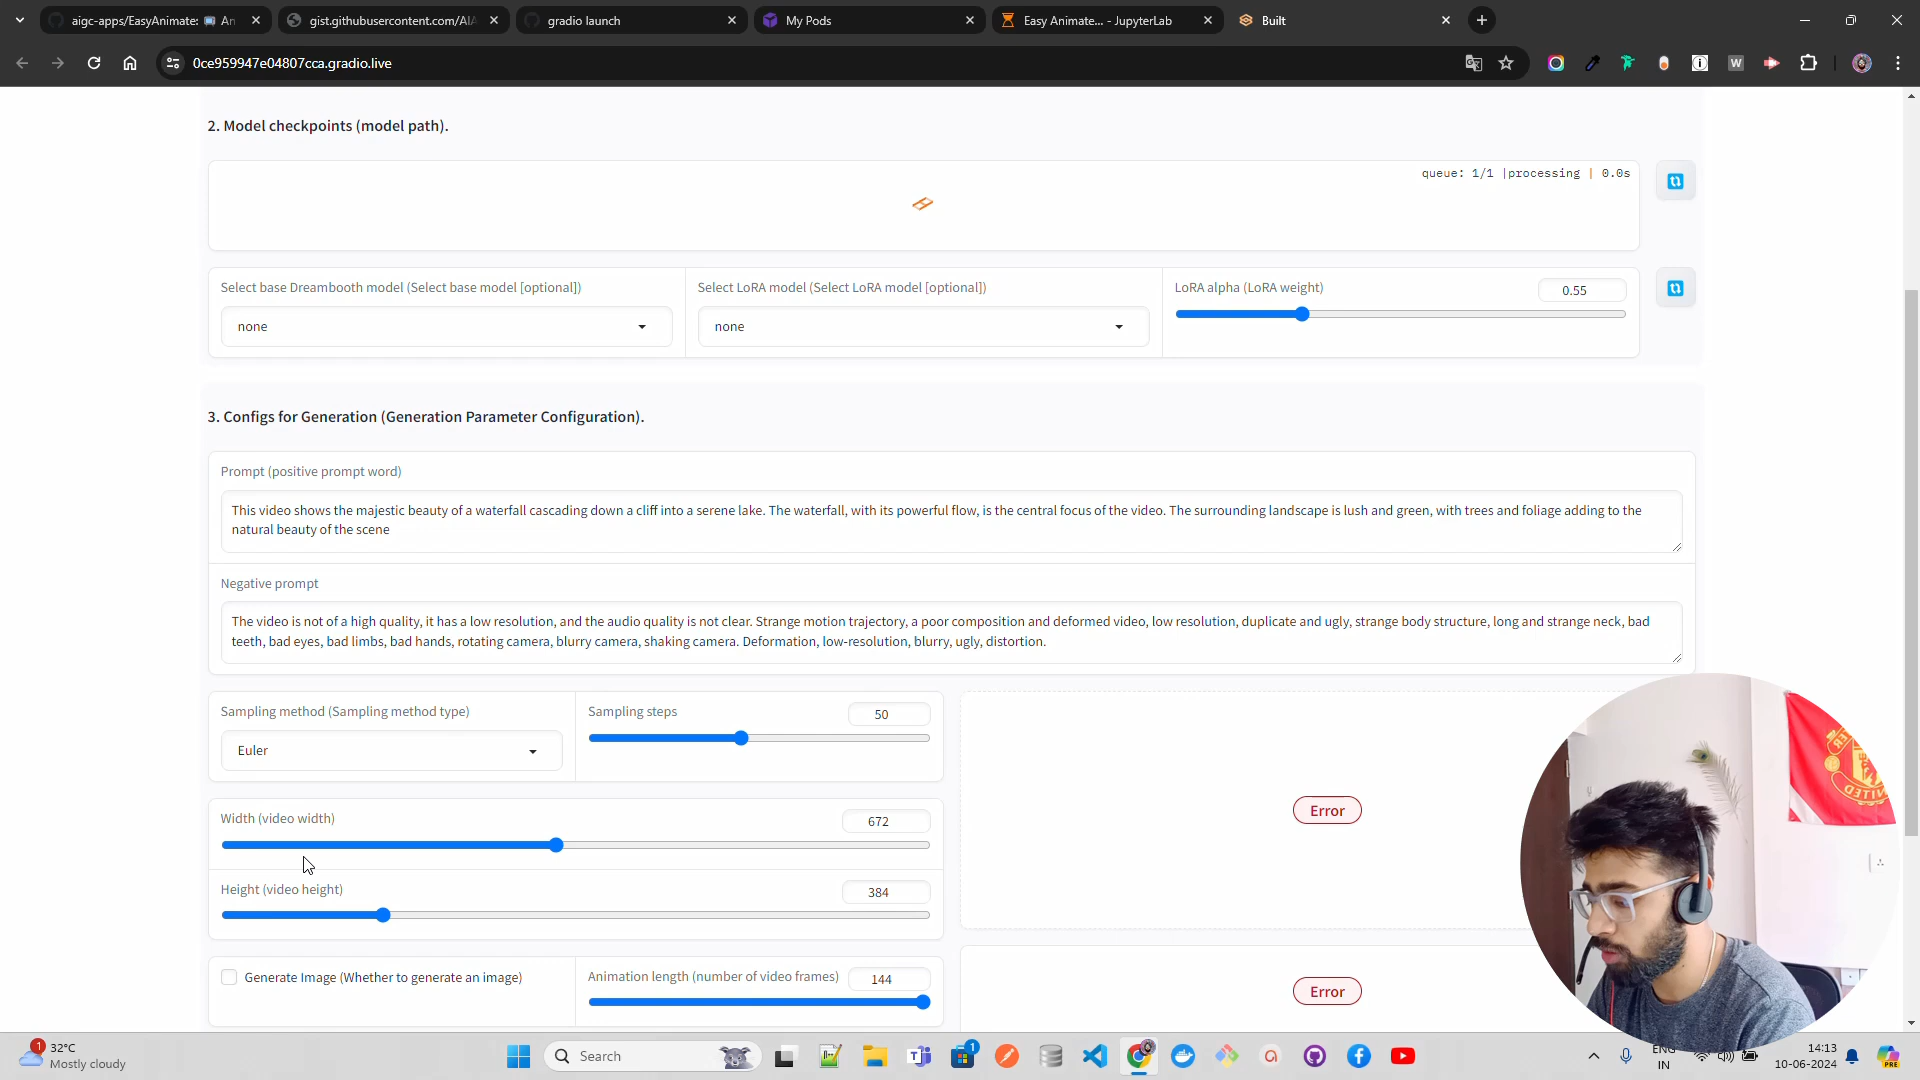 aigc-apps/EasyAnimate: 📺 An
gist.githubusercontent.com/AIA
gradio launch
My Pods
Easy Animate... - JupyterLab
Built
0ce959947e04807cca.gradio.live
2. Model checkpoints (model path).
queue: 1/1 |processing | 0.0s
Select base Dreambooth model (Select base model [optional])
Select LoRA model (Select LoRA model [optional])
LoRA alpha (LoRA weight)
0.55
none
none
3. Configs for Generation (Generation Parameter Configuration).
Prompt (positive prompt word)
This video shows the majestic beauty of a waterfall cascading down a cliff into a serene lake. The waterfall, with its powerful flow, is the central focus of the video. The surrounding landscape is lush and green, with trees and foliage adding to the
natural beauty of the scene
Negative prompt
The video is not of a high quality, it has a low resolution, and the audio quality is not clear. Strange motion trajectory, a poor composition and deformed video, low resolution, duplicate and ugly, strange body structure, long and strange neck, bad
teeth, bad eyes, bad limbs, bad hands, rotating camera, blurry camera, shaking camera. Deformation, low-resolution, blurry, ugly, distortion.
Sampling method (Sampling method type)
Sampling steps
50
Euler
Width (video width)
672
Error
Height (video height)
384
Generate Image (Whether to generate an image)
Animation length (number of video frames)
144
Error
UNITED
1
32°C
Mostly cloudy
Search
1
ENG
IN
14:13
10-06-2024
PRE